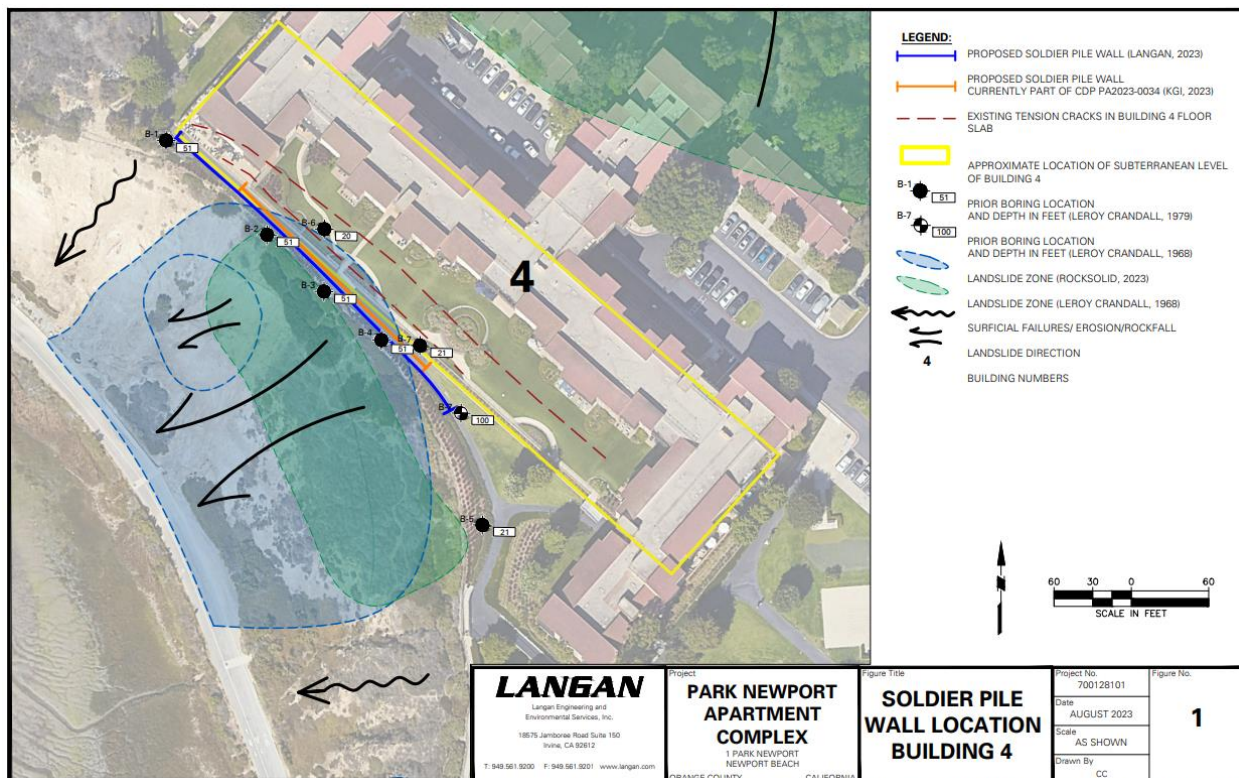 B-1
51
B-2
51
B-6
20
B-3
51
B-4
51
B-7
21
4
B-7
100
B-5
21
LEGEND:
PROPOSED SOLDIER PILE WALL (LANGAN, 2023)
PROPOSED SOLDIER PILE WALL
CURRENTLY PART OF CDP PA2023-0034 (KGI, 2023)
EXISTING TENSION CRACKS IN BUILDING 4 FLOOR
SLAB
APPROXIMATE LOCATION OF SUBTERRANEAN LEVEL
OF BUILDING 4
B-1
51
PRIOR BORING LOCATION
AND DEPTH IN FEET (LEROY CRANDALL, 1979)
B-7
100
PRIOR BORING LOCATION
AND DEPTH IN FEET (LEROY CRANDALL, 1968)
LANDSLIDE ZONE (ROCKSOLID, 2023)
LANDSLIDE ZONE (LEROY CRANDALL, 1968)
SURFICIAL FAILURES/ EROSION/ROCKFALL
LANDSLIDE DIRECTION
4
BUILDING NUMBERS
N
60 30 0 60
SCALE IN FEET
LANGAN
Langan Engineering and
Environmental Services, Inc.
18575 Jamboree Road Suite 150
Irvine, CA 92612
T: 949.561.9200 F: 949.561.9201 www.langan.com
Project
PARK NEWPORT
APARTMENT
COMPLEX
1 PARK NEWPORT
NEWPORT BEACH
ORANGE COUNTY CALIFORNIA
Figure Title
SOLDIER PILE
WALL LOCATION
BUILDING 4
Project No.
700128101
Date
AUGUST 2023
Scale
AS SHOWN
Drawn By
CC
Figure No.
1